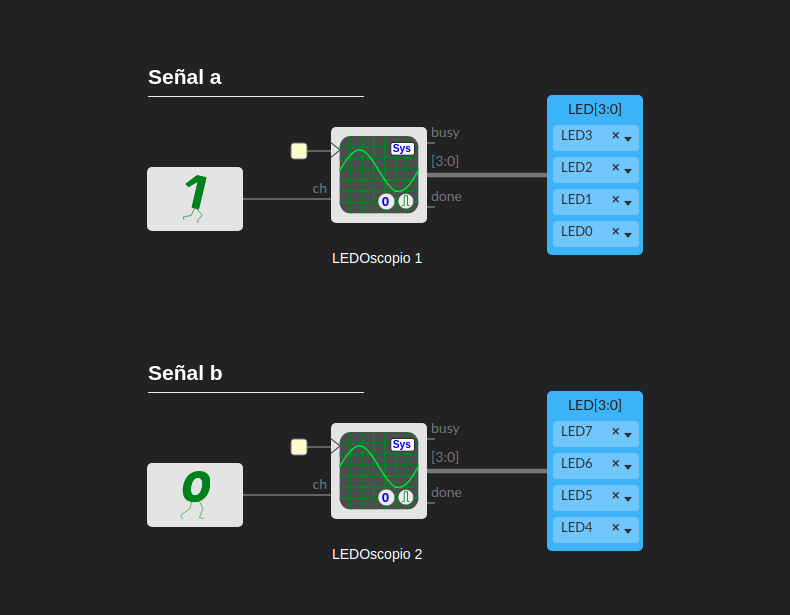 Señal a
LED[3:0]
busy
LED3 ×
Sys
[3:0]
LED2 ×
1
ch
done
LED1 ×
0
LED0 ×
LEDOscopio 1
Señal b
LED[3:0]
busy
LED7 ×
Sys
[3:0]
LED6 ×
0
ch
done
LED5 ×
0
LED4 ×
LEDOscopio 2